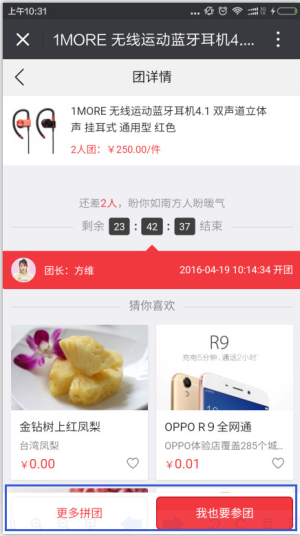 上午10:31
1MORE 无线运动蓝牙耳机4....
团详情
1MORE 无线运动蓝牙耳机4.1 双声道立体
声 挂耳式 通用型 红色
2人团：￥250.00/件
还差2人，盼你如南方人盼暖气
剩余 23 : 42 : 37 结束
团长：方维
2016-04-19 10:14:34 开团
猜你喜欢
R9
充电5分钟，通话2小时
金钻树上红凤梨
台湾凤梨
￥0.00
OPPO R 9 全网通
OPPO体验店覆盖285个城...
￥0.01
更多拼团
我也要参团